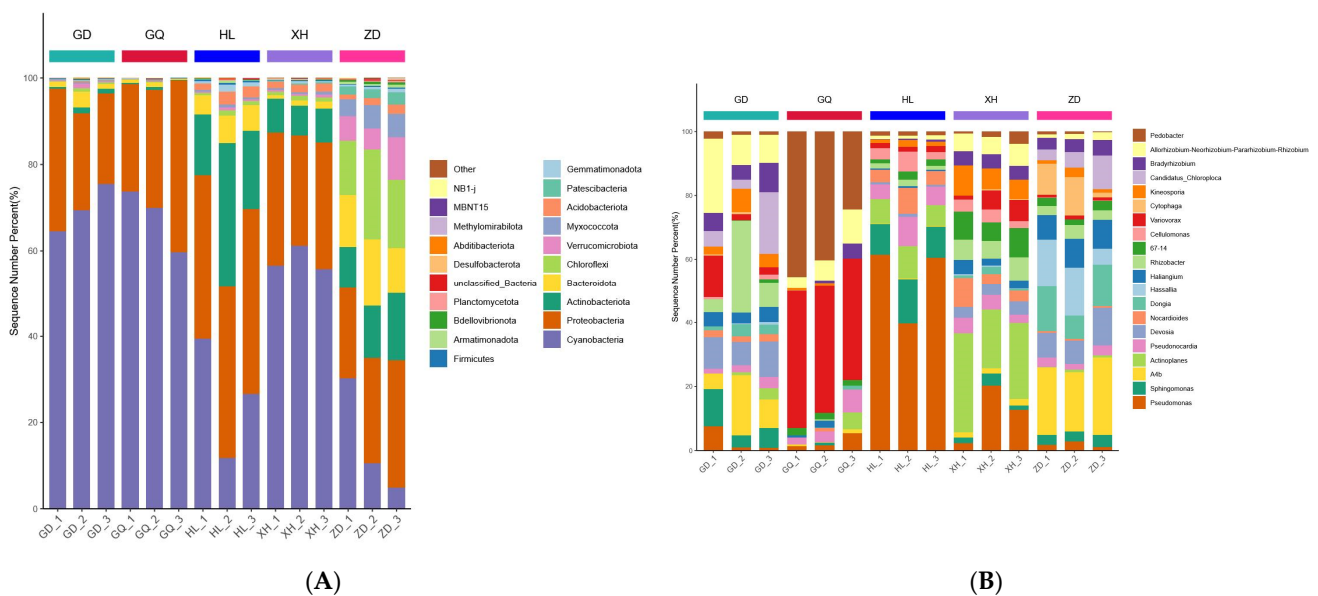 GD GQ HL XH ZD
100
80
60
40
20
0
Sequence Number Percent(%)
GD_1 GD_2 GD_3 GQ_1 GQ_2 GQ_3 HL_1 HL_2 HL_3 XH_1 XH_2 XH_3 ZD_1 ZD_2 ZD_3
Other
NB1-j
MBNT15
Methylomirabilota
Abditibacteriota
Desulfobacterota
unclassified_Bacteria
Planctomycetota
Bdellovibrionota
Armatimonadota
Firmicutes
Gemmatimonadota
Patescibacteria
Acidobacteriota
Myxococcota
Verrucomicrobiota
Chloroflexi
Bacteroidota
Actinobacteriota
Proteobacteria
Cyanobacteria
(A)
GD GQ HL XH ZD
100
80
60
40
20
0
Sequence Number Percent(%)
GD_1 GD_2 GD_3 GQ_1 GQ_2 GQ_3 HL_1 HL_2 HL_3 XH_1 XH_2 XH_3 ZD_1 ZD_2 ZD_3
Pedobacter
Allorhizobium-Neorhizobium-Pararhizobium-Rhizobium
Bradyrhizobium
Candidatus_Chloroploca
Kineosporia
Cytophaga
Variovorax
Cellulomonas
67-14
Rhizobacter
Haliangium
Hassallia
Dongia
Nocardioides
Devosia
Pseudonocardia
Actinoplanes
A4b
Sphingomonas
Pseudomonas
(B)